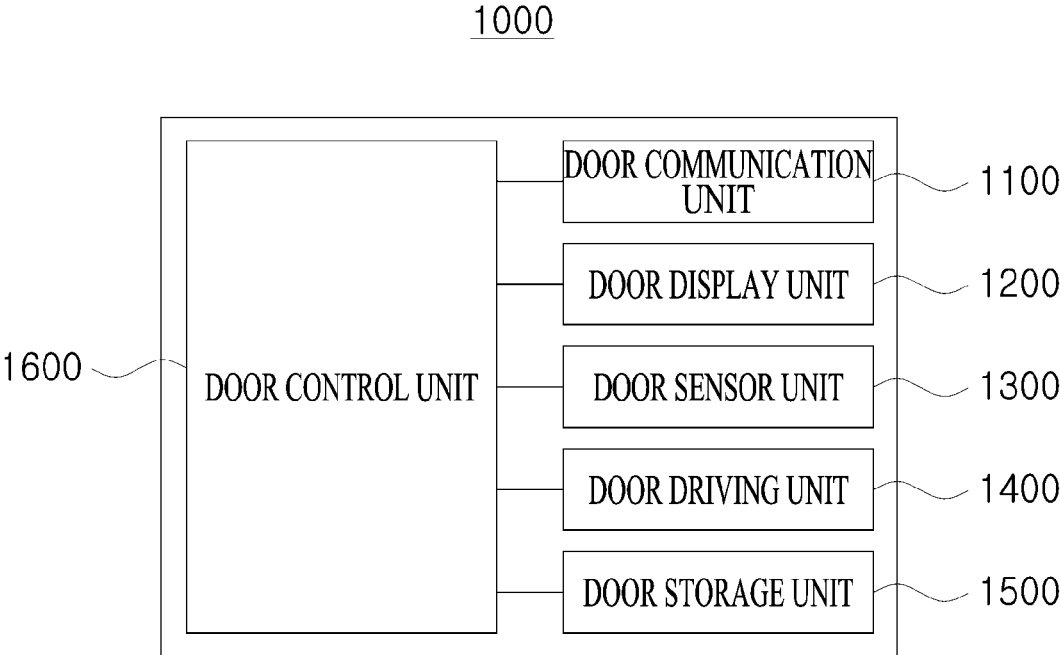 1000
DOOR COMMUNICATION
UNIT
1100
DOOR DISPLAY UNIT
1200
1600
DOOR CONTROL UNIT
DOOR SENSOR UNIT
1300
DOOR DRIVING UNIT
1400
DOOR STORAGE UNIT
1500